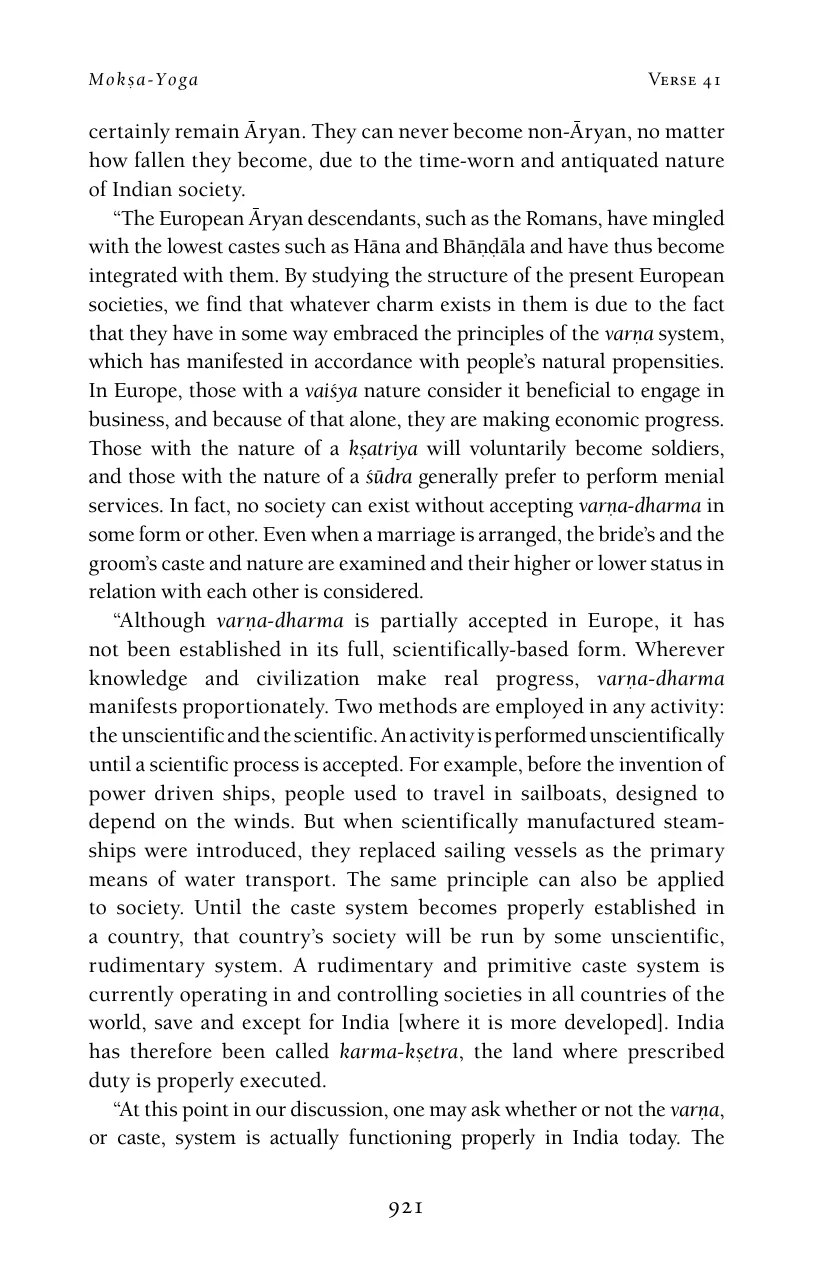 Mokṣa-Yoga Verse 41
certainly remain Āryan. They can never become non-Āryan, no matter
how fallen they become, due to the time-worn and antiquated nature
of Indian society.
“The European Āryan descendants, such as the Romans, have mingled
with the lowest castes such as Hāna and Bhāṇḍāla and have thus become
integrated with them. By studying the structure of the present European
societies, we find that whatever charm exists in them is due to the fact
that they have in some way embraced the principles of the varṇa system,
which has manifested in accordance with people’s natural propensities.
In Europe, those with a vaiśya nature consider it beneficial to engage in
business, and because of that alone, they are making economic progress.
Those with the nature of a kṣatriya will voluntarily become soldiers,
and those with the nature of a śūdra generally prefer to perform menial
services. In fact, no society can exist without accepting varṇa-dharma in
some form or other. Even when a marriage is arranged, the bride’s and the
groom’s caste and nature are examined and their higher or lower status in
relation with each other is considered.
“Although varṇa-dharma is partially accepted in Europe, it has
not been established in its full, scientifically-based form. Wherever
knowledge and civilization make real progress, varṇa-dharma
manifests proportionately. Two methods are employed in any activity:
the unscientific and the scientific. An activity is performed unscientifically
until a scientific process is accepted. For example, before the invention of
power driven ships, people used to travel in sailboats, designed to
depend on the winds. But when scientifically manufactured steam-
ships were introduced, they replaced sailing vessels as the primary
means of water transport. The same principle can also be applied
to society. Until the caste system becomes properly established in
a country, that country’s society will be run by some unscientific,
rudimentary system. A rudimentary and primitive caste system is
currently operating in and controlling societies in all countries of the
world, save and except for India [where it is more developed]. India
has therefore been called karma-kṣetra, the land where prescribed
duty is properly executed.
“At this point in our discussion, one may ask whether or not the varṇa,
or caste, system is actually functioning properly in India today. The
921